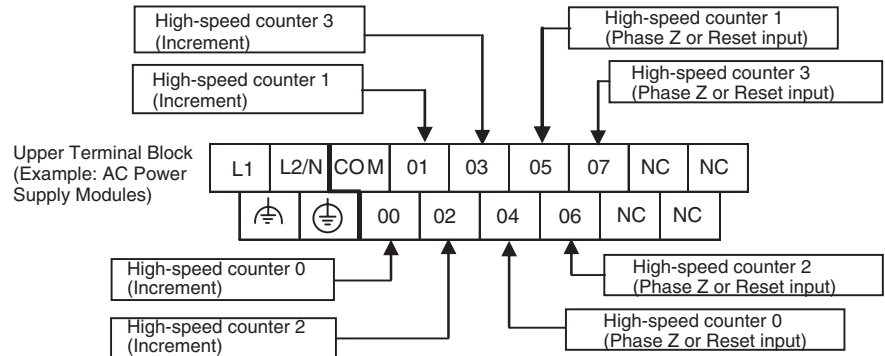 High-speed counter 3
(Increment)
High-speed counter 1
(Phase Z or Reset input)
High-speed counter 1
(Increment)
High-speed counter 3
(Phase Z or Reset input)
Upper Terminal Block
(Example: AC Power
Supply Modules)
L1 L2/N COM 01 03 05 07 NC NC
00 02 04 06 NC NC
High-speed counter 0
(Increment)
High-speed counter 2
(Phase Z or Reset input)
High-speed counter 2
(Increment)
High-speed counter 0
(Phase Z or Reset input)